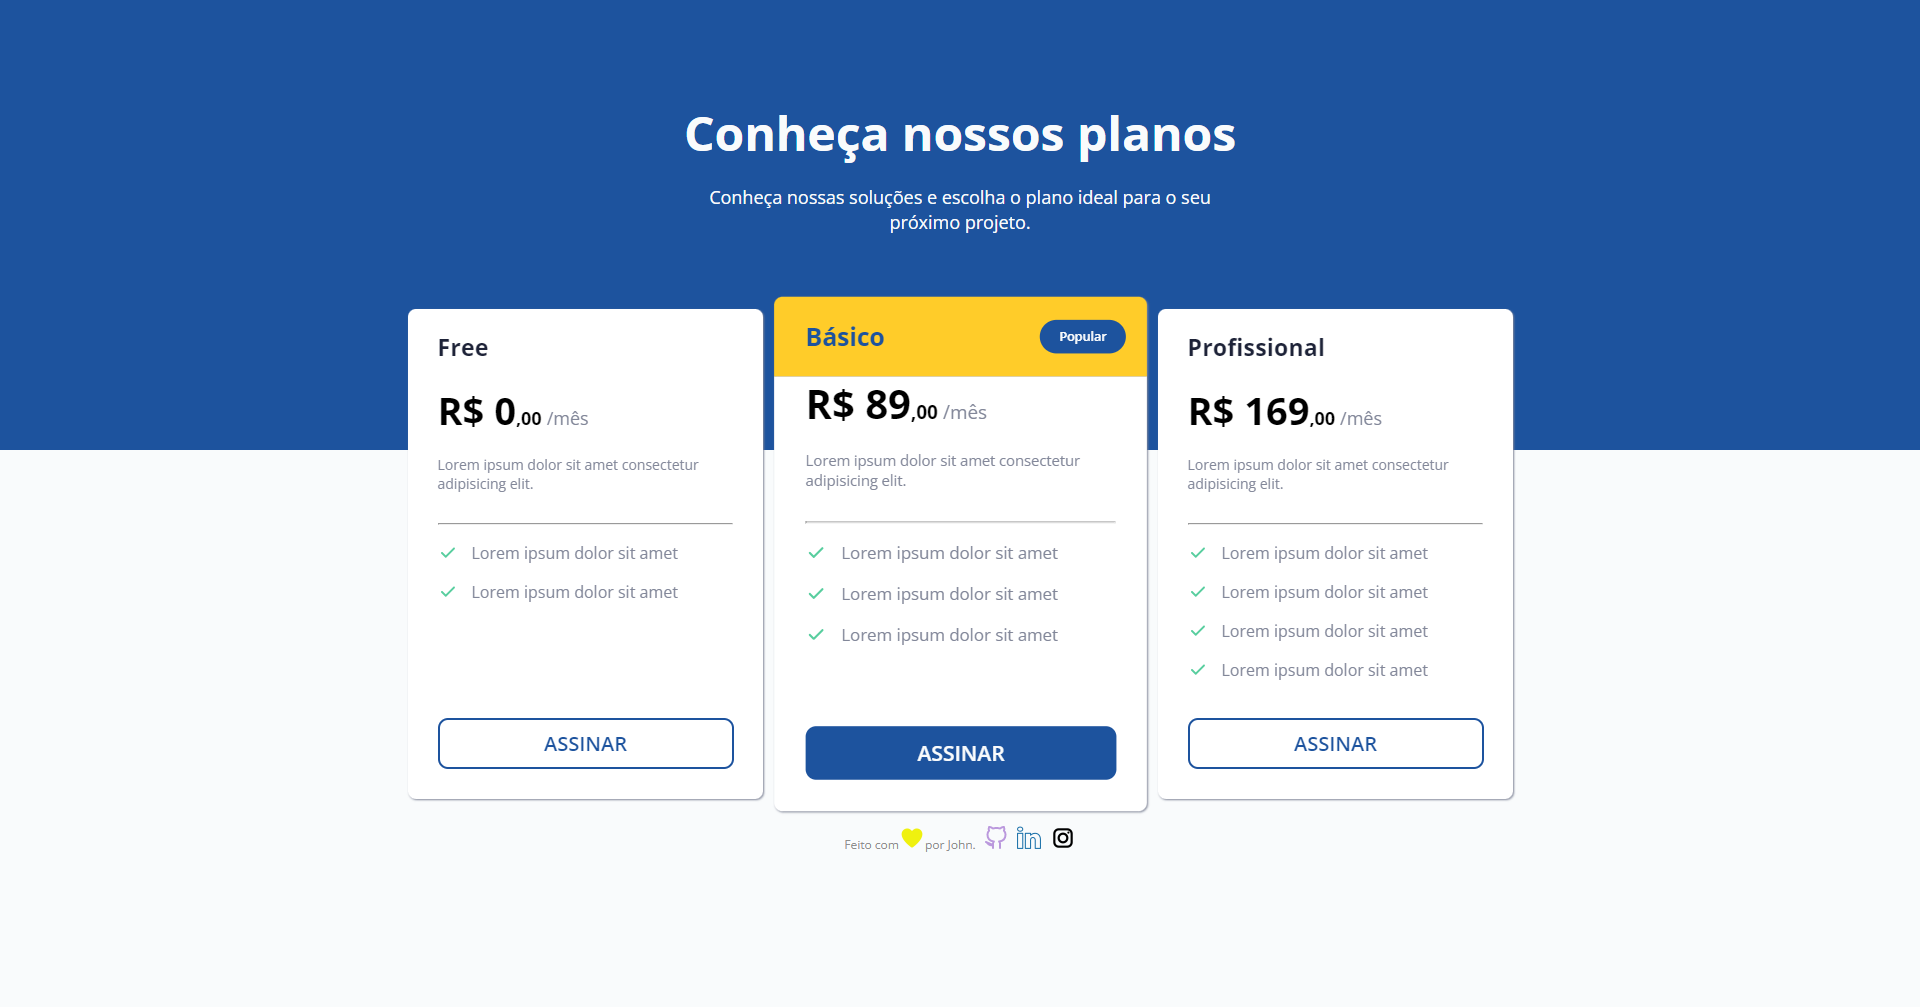 Conheça nossos planos
Conheça nossas soluções e escolha o plano ideal para o seu
próximo projeto.
Free
R$ 0,00 /mês
Lorem ipsum dolor sit amet consectetur
adipisicing elit.
Lorem ipsum dolor sit amet
Lorem ipsum dolor sit amet
ASSINAR
Básico
Popular
R$ 89,00 /mês
Lorem ipsum dolor sit amet consectetur
adipisicing elit.
Lorem ipsum dolor sit amet
Lorem ipsum dolor sit amet
Lorem ipsum dolor sit amet
ASSINAR
Profissional
R$ 169,00 /mês
Lorem ipsum dolor sit amet consectetur
adipisicing elit.
Lorem ipsum dolor sit amet
Lorem ipsum dolor sit amet
Lorem ipsum dolor sit amet
Lorem ipsum dolor sit amet
ASSINAR
Feito com por John. in